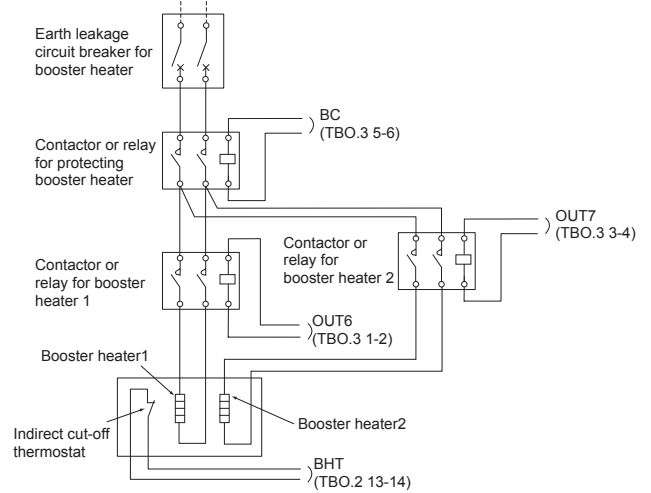 Earth leakage
circuit breaker for
booster heater
BC
(TBO.3 5-6)
Contactor or relay
for protecting
booster heater
OUT7
(TBO.3 3-4)
Contactor or
relay for
booster heater 2
Contactor or
relay for booster
heater 1
OUT6
(TBO.3 1-2)
Booster heater1
Booster heater2
Indirect cut-off
thermostat
BHT
(TBO.2 13-14)